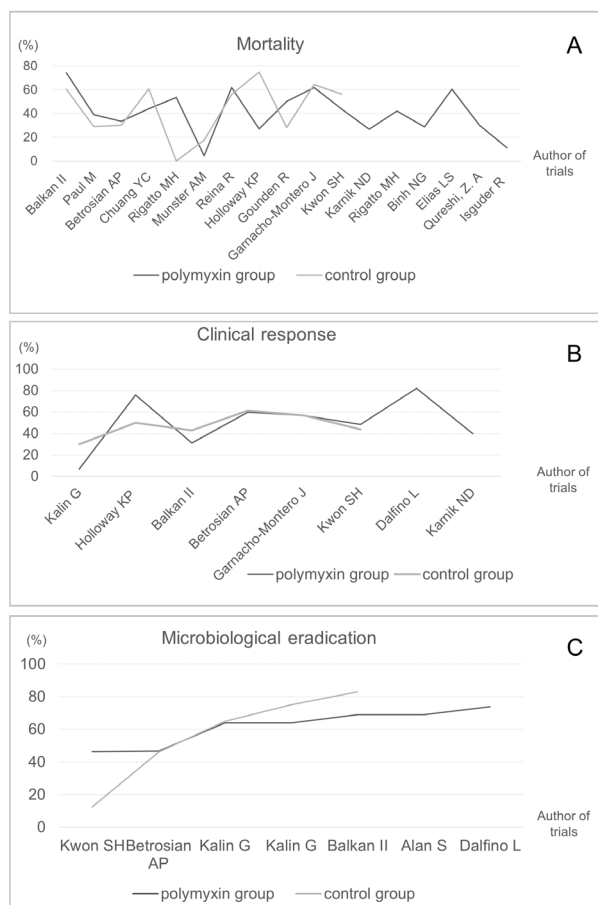 Mortality
A
(%)
80
60
40
20
0
Balkan II
Paul M
Betrosian AP
Chuang YC
Rigatto MH
Munster AM
Reina R
Holloway KP
Gounden R
Garnacho-Montero J
Kwon SH
Karnik ND
Rigatto MH
Binh NG
Elias LS
Qureshi, Z. A
Isguder R
Author of
trials
polymyxin group
control group
Clinical response
B
(%)
100
80
60
40
20
0
Kalin G
Holloway KP
Balkan II
Betrosian AP
Garnacho-Montero J
Kwon SH
Dalfino L
Karnik ND
Author of
trials
polymyxin group
control group
Microbiological eradication
C
(%)
100
80
60
40
20
0
Kwon SH
Betrosian
AP
Kalin G
Kalin G
Balkan II
Alan S
Dalfino L
Author of
trials
polymyxin group
control group